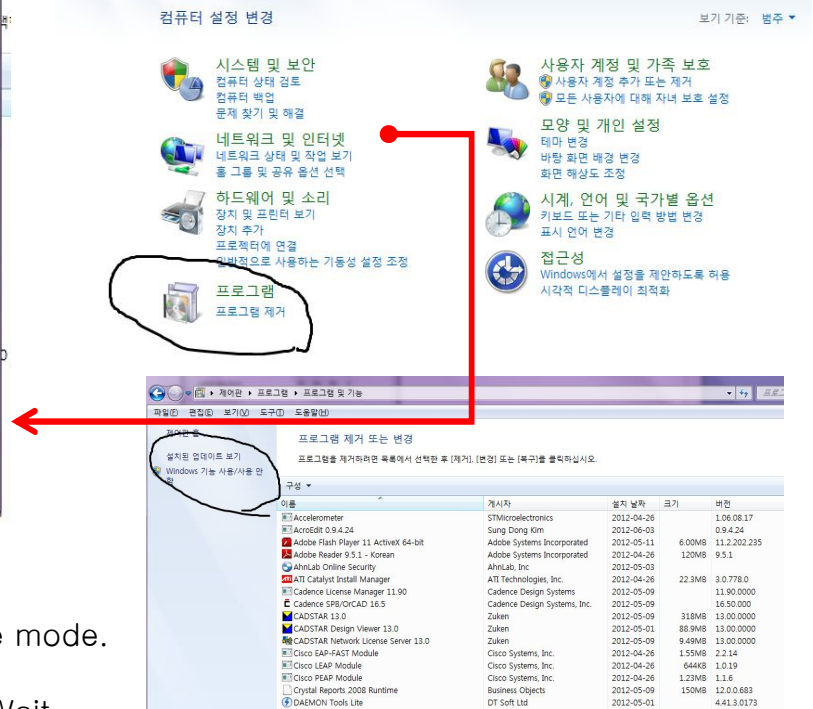 컴퓨터 설정 변경
보기 기준: 범주
시스템 및 보안
컴퓨터 상태 검토
컴퓨터 백업
문제 찾기 및 해결
네트워크 및 인터넷
네트워크 상태 및 작업 보기
홈 그룹 및 공유 옵션 선택
하드웨어 및 소리
장치 및 프린터 보기
장치 추가
프로젝터에 연결
일반적으로 사용하는 기동성 설정 조정
프로그램
프로그램 제거
사용자 계정 및 가족 보호
사용자 계정 추가 또는 제거
모든 사용자에 대해 자녀 보호 설정
모양 및 개인 설정
테마 변경
바탕 화면 배경 변경
화면 해상도 조정
시계, 언어 및 국가별 옵션
키보드 또는 기타 입력 방법 변경
표시 언어 변경
접근성
Windows에서 설정을 제안하도록 허용
시각적 디스플레이 최적화
제어판 ▸ 프로그램 ▸ 프로그램 및 기능
파일(F) 편집(E) 보기(V) 도구(T) 도움말(H)
제어판 홈
설치된 업데이트 보기
Windows 기능 사용/사용 안
함
프로그램 제거 또는 변경
프로그램을 제거하려면 목록에서 선택한 후 [제거], [변경] 또는 [복구]를 클릭하십시오.
구성
이름 게시자 설치 날짜 크기 버전
Accelerometer STMicroelectronics 2012-04-26 1.06.08.17
AcroEdit 0.9.4.24 Sung Dong Kim 2012-06-03 0.9.4.24
Adobe Flash Player 11 ActiveX 64-bit Adobe Systems Incorporated 2012-05-11 6.00MB 11.2.202.235
Adobe Reader 9.5.1 - Korean Adobe Systems Incorporated 2012-04-26 120MB 9.5.1
AhnLab Online Security AhnLab, Inc 2012-05-03
ATI Catalyst Install Manager ATI Technologies, Inc. 2012-04-26 22.3MB 3.0.778.0
Cadence License Manager 11.90 Cadence Design Systems 2012-05-09 11.90.0000
Cadence SPB/OrCAD 16.5 Cadence Design Systems, Inc. 2012-05-09 16.50.000
CADSTAR 13.0 Zuken 2012-05-09 318MB 13.00.0000
CADSTAR Design Viewer 13.0 Zuken 2012-05-01 88.9MB 13.00.0000
CADSTAR Network License Server 13.0 Zuken 2012-05-09 9.49MB 13.00.0000
Cisco EAP-FAST Module Cisco Systems, Inc. 2012-04-26 1.55MB 2.2.14
Cisco LEAP Module Cisco Systems, Inc. 2012-04-26 644KB 1.0.19
Cisco PEAP Module Cisco Systems, Inc. 2012-04-26 1.23MB 1.1.6
Crystal Reports 2008 Runtime Business Objects 2012-05-09 150MB 12.0.0.683
DAEMON Tools Lite DT Soft Ltd 2012-05-01 4.41.3.0173
mode.
Wait